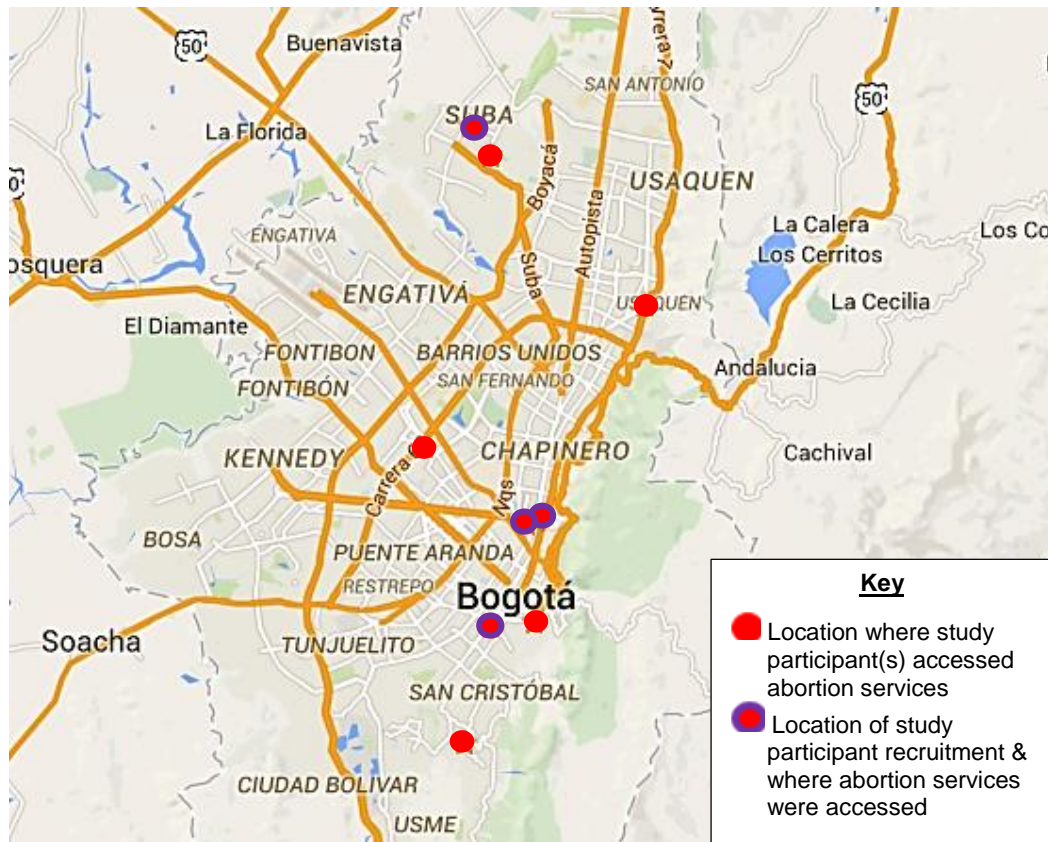 50
Buenavista
SAN ANTONIO
rrera 7
50
La Florida
SUBA
Boyacá
Autopista
USAQUEN
ENGATIVA
La Calera
Los Cerritos
Los Co
osquera
Suba
ENGATIVÁ
USAQUEN
La Cecilia
El Diamante
FONTIBON
BARRIOS UNIDOS
SAN FERNANDO
Andalucia
FONTIBÓN
KENNEDY
CHAPINERO
Cachival
Carrera
Nqs
BOSA
PUENTE ARANDA
RESTREPO
Bogotá
Soacha
TUNJUELITO
SAN CRISTÓBAL
CIUDAD BOLIVAR
USME
Key
Location where study
participant(s) accessed
abortion services
Location of study
participant recruitment &
where abortion services
were accessed